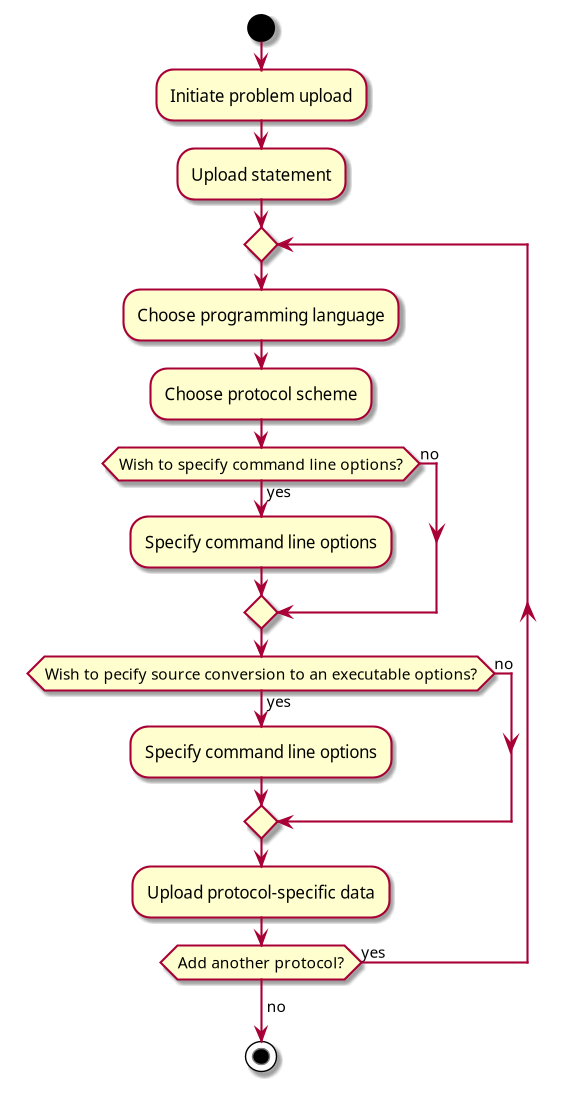 Initiate problem upload
Upload statement
Choose programming language
Choose protocol scheme
Wish to specify command line options?
no
yes
Specify command line options
Wish to pecify source conversion to an executable options?
no
yes
Specify command line options
Upload protocol-specific data
Add another protocol?
yes
no